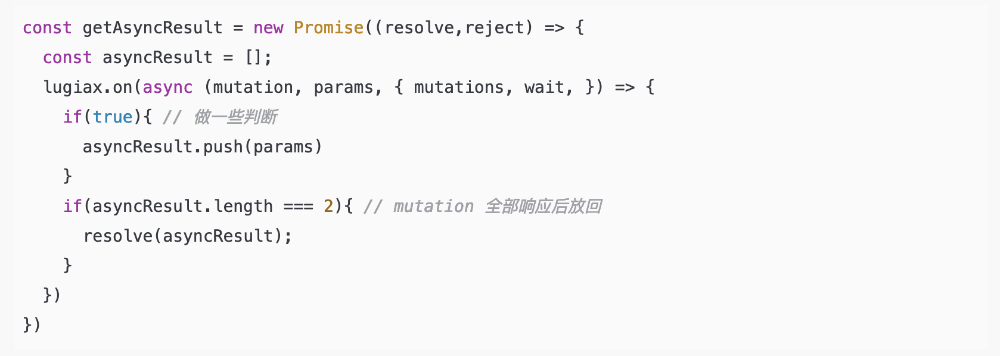 const getAsyncResult = new Promise((resolve,reject) => {
  const asyncResult = [];
  lugiax.on(async (mutation, params, { mutations, wait, }) => {
    if(true){ // 做一些判断
      asyncResult.push(params)
    }
    if(asyncResult.length === 2){ // mutation 全部响应后放回
      resolve(asyncResult);
    }
  })
})